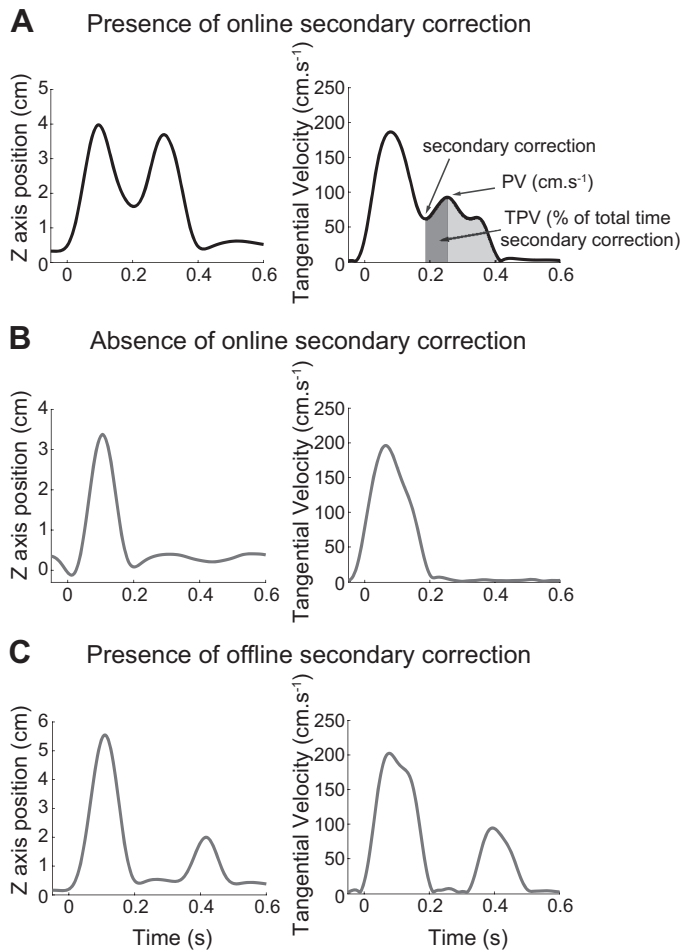 A Presence of online secondary correction
Z axis position (cm)
5
4
3
2
1
0
0 0.2 0.4 0.6
Tangential Velocity (cm.s⁻¹)
250
200
150
100
50
0
0 0.2 0.4 0.6
secondary correction
PV (cm.s⁻¹)
TPV (% of total time
secondary correction)
B Absence of online secondary correction
Z axis position (cm)
4
3
2
1
0
0 0.2 0.4 0.6
Tangential Velocity (cm.s⁻¹)
250
200
150
100
50
0
0 0.2 0.4 0.6
C Presence of offline secondary correction
Z axis position (cm)
6
5
4
3
2
1
0
0 0.2 0.4 0.6
Time (s)
Tangential Velocity (cm.s⁻¹)
250
200
150
100
50
0
0 0.2 0.4 0.6
Time (s)